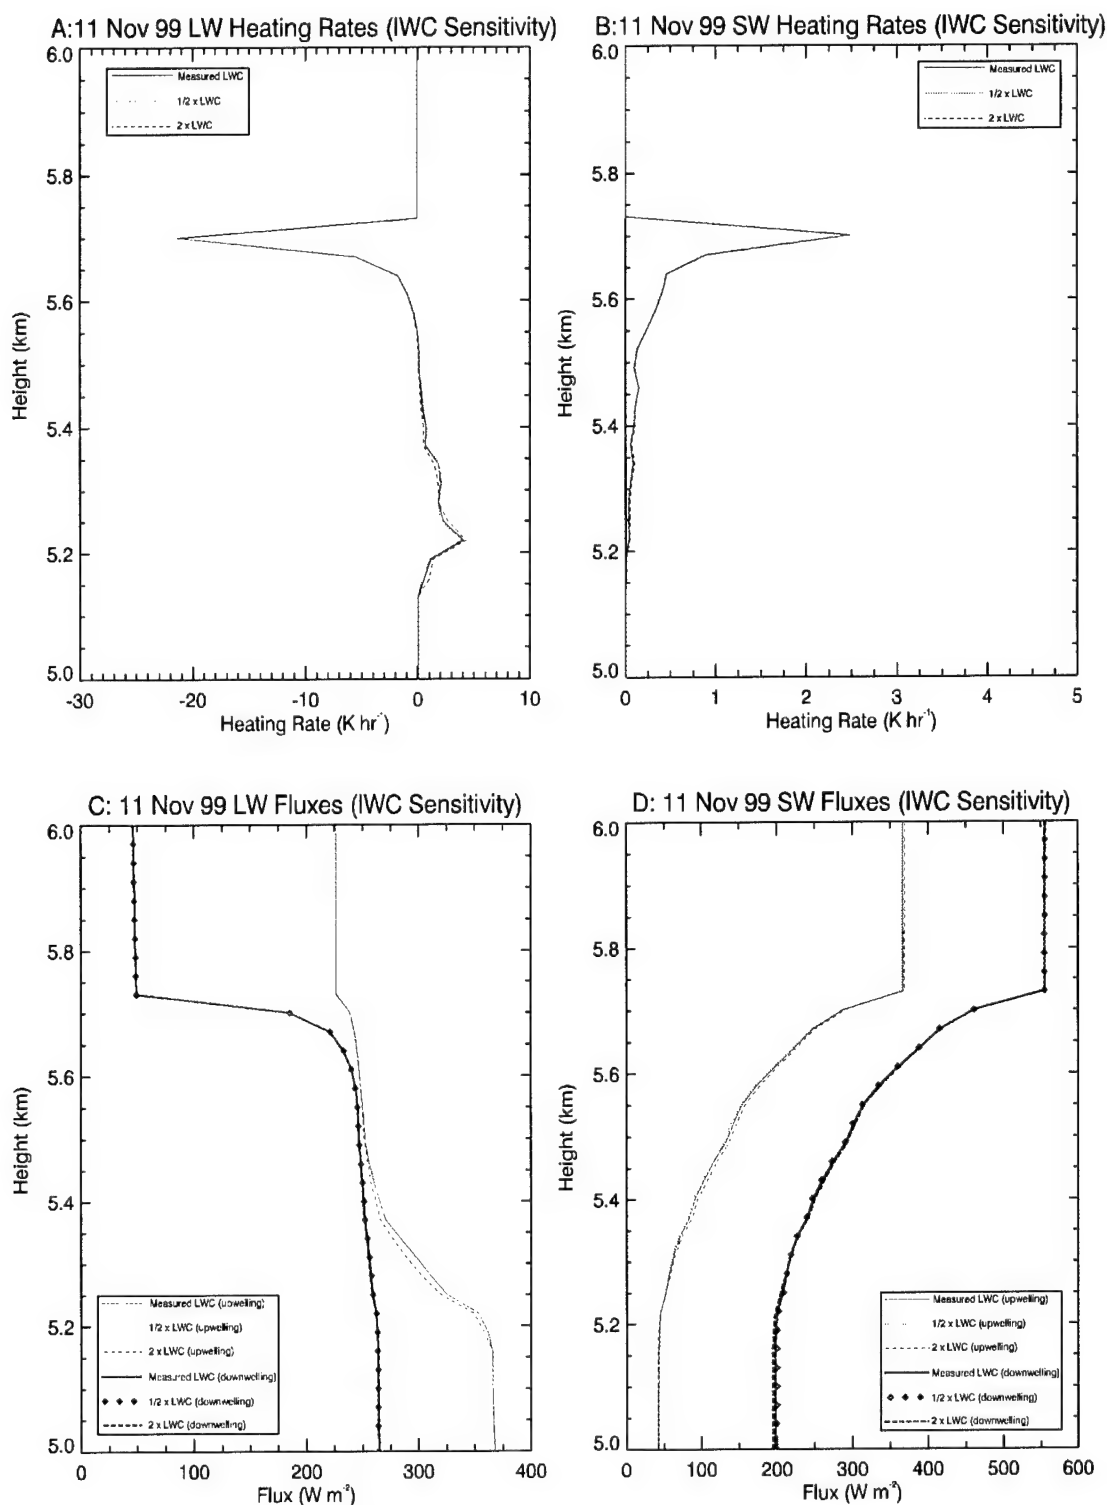 A:11 Nov 99 LW Heating Rates (IWC Sensitivity)
6.0
5.8
5.6
5.4
5.2
5.0
Height (km)
Measured LWC
1/2 x LWC
2 x LWC
-30
-20
-10
0
10
Heating Rate (K hr⁻¹)
B:11 Nov 99 SW Heating Rates (IWC Sensitivity)
6.0
5.8
5.6
5.4
5.2
5.0
Height (km)
Measured LWC
1/2 x LWC
2 x LWC
0
1
2
3
4
5
Heating Rate (K hr⁻¹)
C: 11 Nov 99 LW Fluxes (IWC Sensitivity)
6.0
5.8
5.6
5.4
5.2
5.0
Height (km)
Measured LWC (upwelling)
1/2 x LWC (upwelling)
2 x LWC (upwelling)
Measured LWC (downwelling)
1/2 x LWC (downwelling)
2 x LWC (downwelling)
0
100
200
300
400
Flux (W m⁻²)
D: 11 Nov 99 SW Fluxes (IWC Sensitivity)
6.0
5.8
5.6
5.4
5.2
5.0
Height (km)
Measured LWC (upwelling)
1/2 x LWC (upwelling)
2 x LWC (upwelling)
Measured LWC (downwelling)
1/2 x LWC (downwelling)
2 x LWC (downwelling)
0
100
200
300
400
500
600
Flux (W m⁻²)